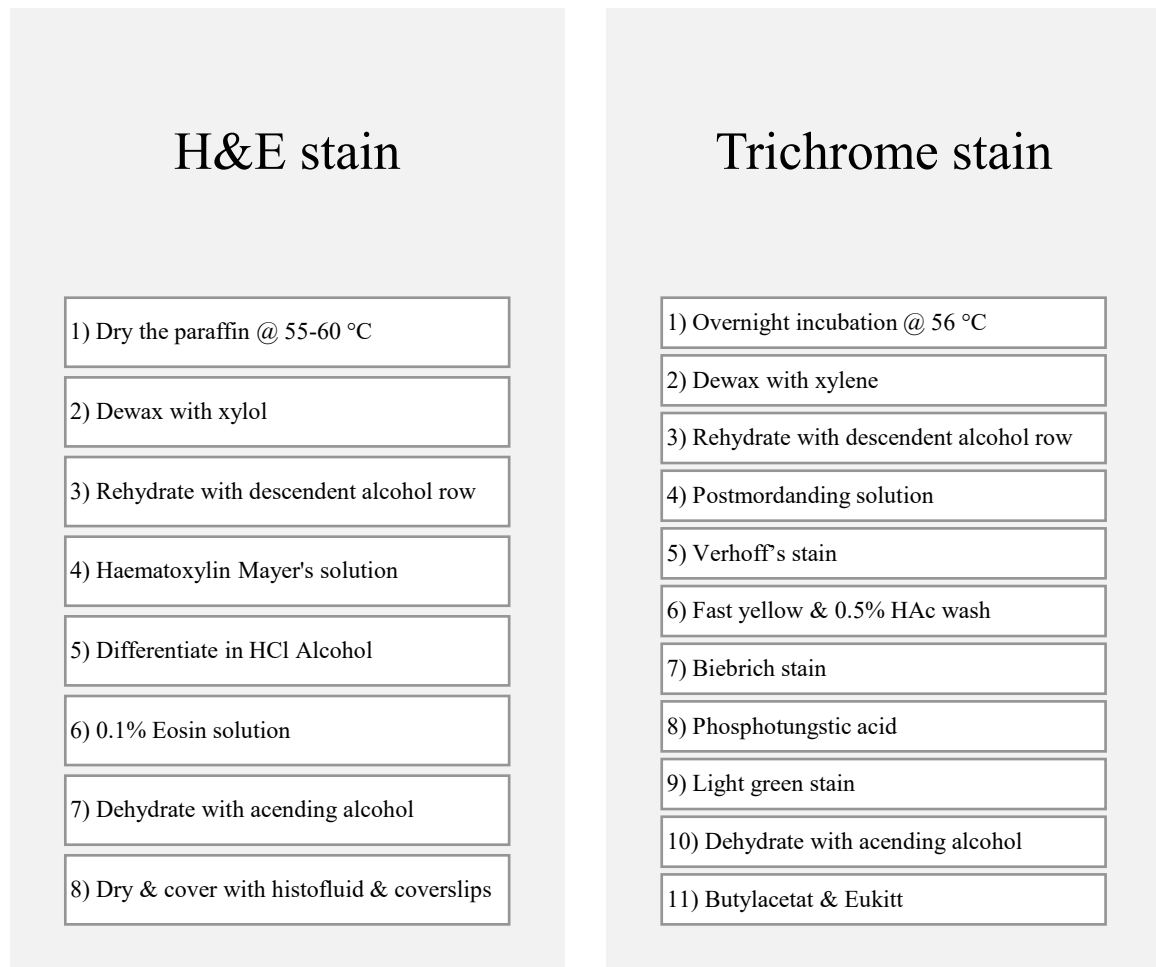 H&E stain
1) Dry the paraffin @ 55-60 °C
2) Dewax with xylol
3) Rehydrate with descendent alcohol row
4) Haematoxylin Mayer's solution
5) Differentiate in HCl Alcohol
6) 0.1% Eosin solution
7) Dehydrate with acending alcohol
8) Dry & cover with histofluid & coverslips
Trichrome stain
1) Overnight incubation @ 56 °C
2) Dewax with xylene
3) Rehydrate with descendent alcohol row
4) Postmordanding solution
5) Verhoff’s stain
6) Fast yellow & 0.5% HAc wash
7) Biebrich stain
8) Phosphotungstic acid
9) Light green stain
10) Dehydrate with acending alcohol
11) Butylacetat & Eukitt